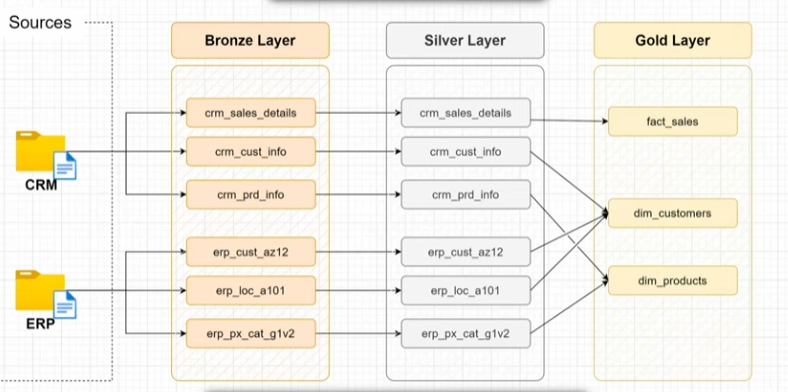 Sources
Bronze Layer
Silver Layer
Gold Layer
crm_sales_details
crm_sales_details
fact_sales
crm_cust_info
crm_cust_info
CRM
crm_prd_info
crm_prd_info
dim_customers
erp_cust_az12
erp_cust_az12
dim_products
erp_loc_a101
erp_loc_a101
ERP
erp_px_cat_g1v2
erp_px_cat_g1v2